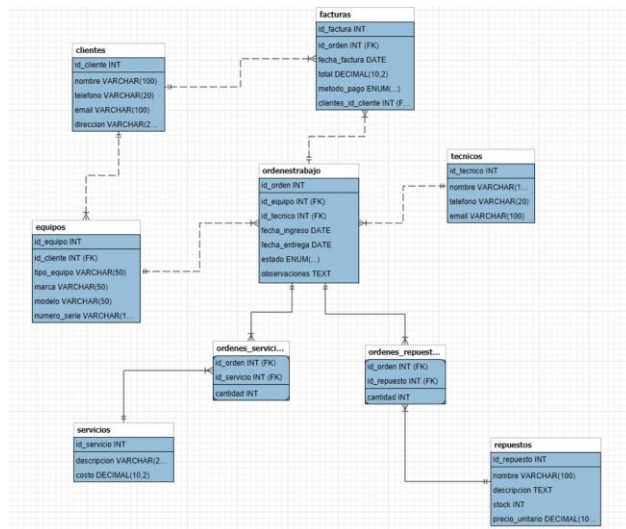 facturas
id_factura INT
id_orden INT (FK)
fecha_factura DATE
total DECIMAL(10,2)
metodo_pago ENUM(...)
clientes_id_cliente INT (F...
clientes
id_cliente INT
nombre VARCHAR(100)
telefono VARCHAR(20)
email VARCHAR(100)
direccion VARCHAR(2...
ordenestrabajo
id_orden INT
id_equipo INT (FK)
id_tecnico INT (FK)
fecha_ingreso DATE
fecha_entrega DATE
estado ENUM(...)
observaciones TEXT
tecnicos
id_tecnico INT
nombre VARCHAR(1...
telefono VARCHAR(20)
email VARCHAR(100)
equipos
id_equipo INT
id_cliente INT (FK)
tipo_equipo VARCHAR(50)
marca VARCHAR(50)
modelo VARCHAR(50)
numero_serie VARCHAR(1...
ordenes_servici...
id_orden INT (FK)
id_servicio INT (FK)
cantidad INT
ordenes_repuest...
id_orden INT (FK)
id_repuesto INT (FK)
cantidad INT
servicios
id_servicio INT
descripcion VARCHAR(2...
costo DECIMAL(10,2)
repuestos
id_repuesto INT
nombre VARCHAR(100)
descripcion TEXT
stock INT
precio_unitario DECIMAL(10...